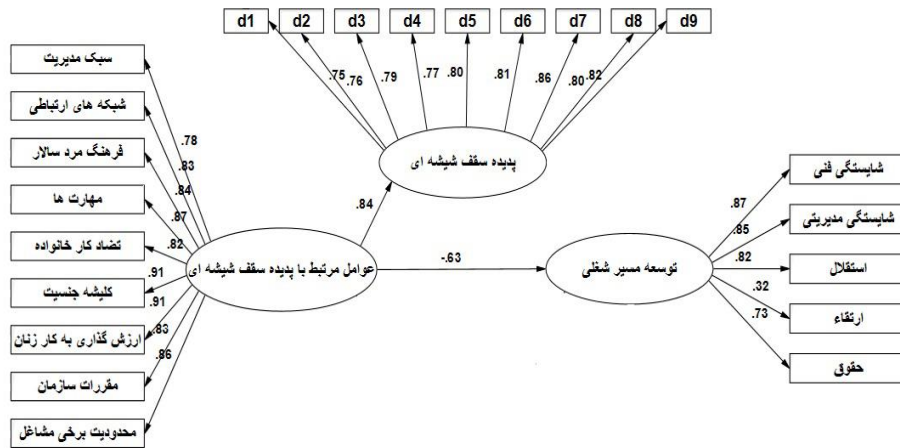 d1 d2 d3 d4 d5 d6 d7 d8 d9
.75 .76 .79 .77 .80 .81 .86 .80 .82
پدیده سقف شیشه ای
سبک مدیریت
شبکه های ارتباطی
فرهنگ مرد سالار
مهارت ها
تضاد کار خانواده
کلیشه جنسیت
ارزش گذاری به کار زنان
مقررات سازمان
محدودیت برخی مشاغل
.78
.83
.84
.87
.82
.91
.91
.83
.86
عوامل مرتبط با پدیده سقف شیشه ای
.84
-.63
توسعه مسیر شغلی
.87
.85
.82
.32
.73
شایستگی فنی
شایستگی مدیریتی
استقلال
ارتقاء
حقوق